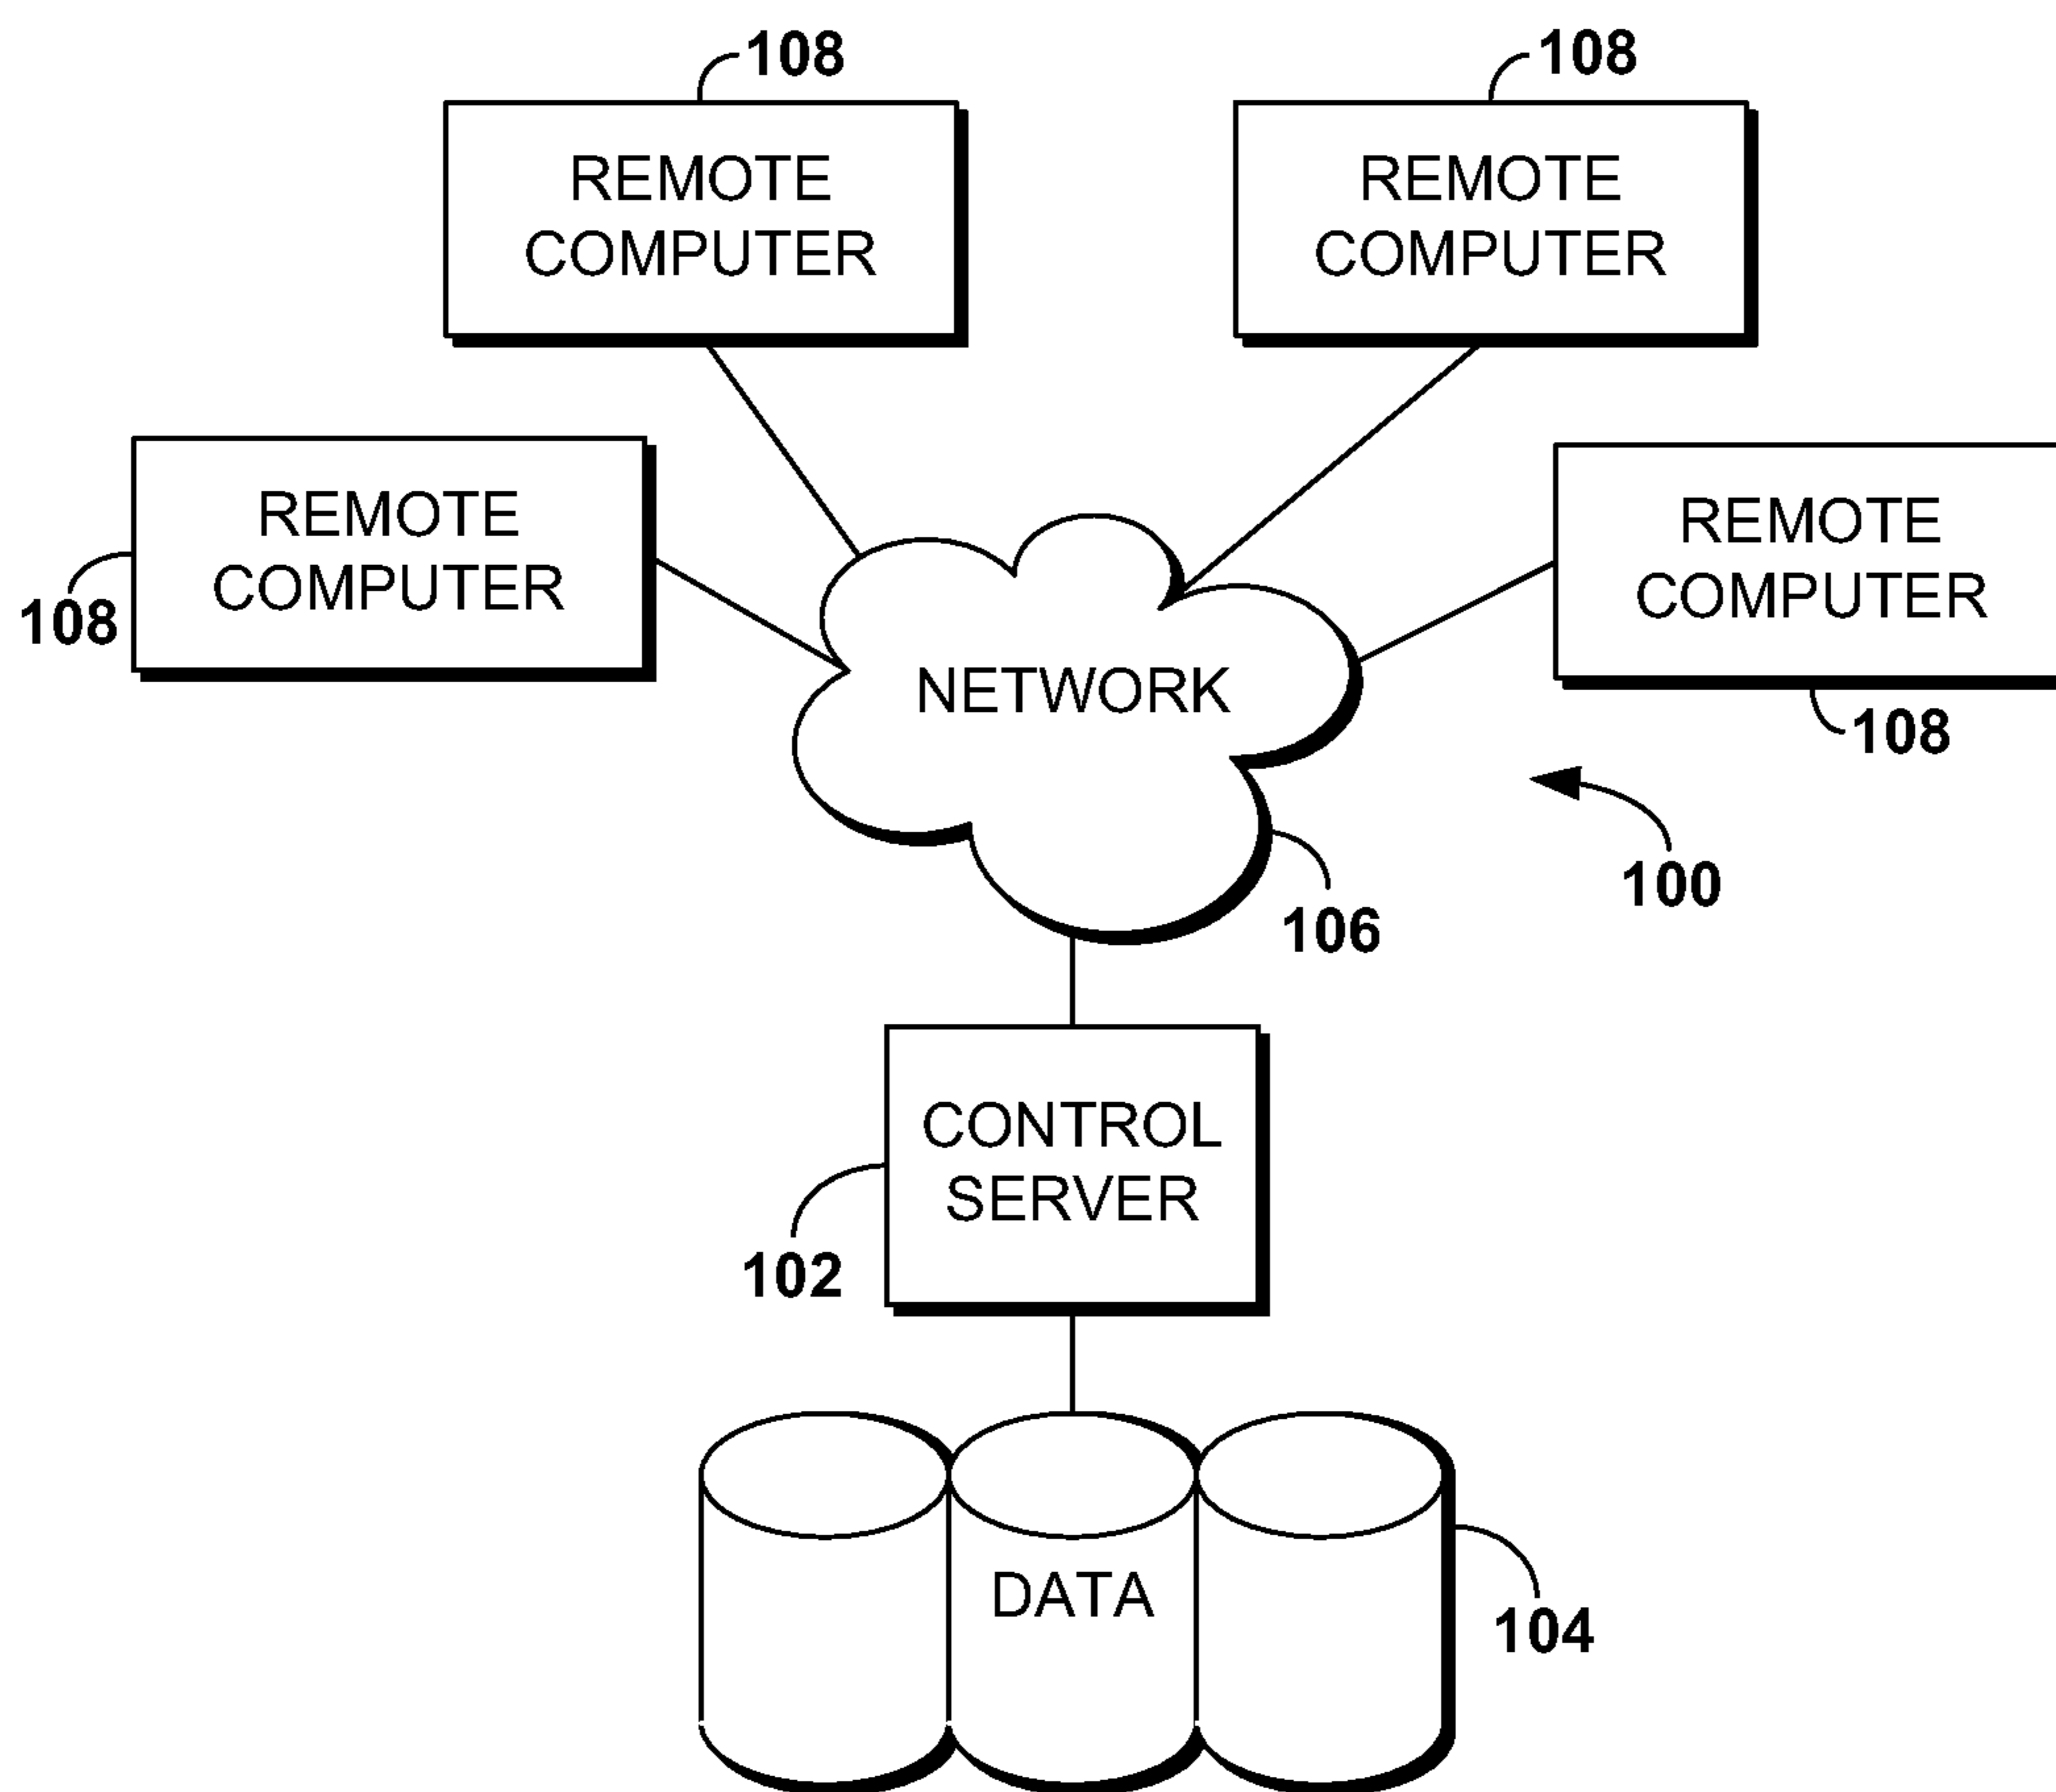 108
108
REMOTE
COMPUTER
REMOTE
COMPUTER
REMOTE
COMPUTER
108
REMOTE
COMPUTER
108
NETWORK
100
106
CONTROL
SERVER
102
DATA
104